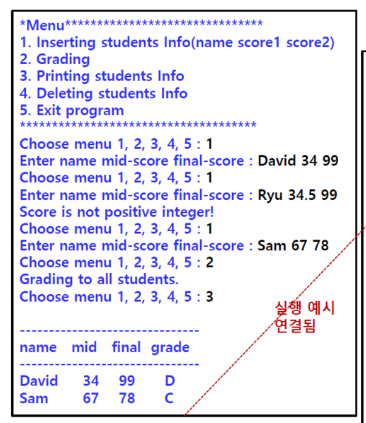 *Menu*******************************
1. Inserting students Info(name score1 score2)
2. Grading
3. Printing students Info
4. Deleting students Info
5. Exit program
*************************************
Choose menu 1, 2, 3, 4, 5 : 1
Enter name mid-score final-score : David 34 99
Choose menu 1, 2, 3, 4, 5 : 1
Enter name mid-score final-score : Ryu 34.5 99
Score is not positive integer!
Choose menu 1, 2, 3, 4, 5 : 1
Enter name mid-score final-score : Sam 67 78
Choose menu 1, 2, 3, 4, 5 : 2
Grading to all students.
Choose menu 1, 2, 3, 4, 5 : 3
실행 예시
연결됨
------------------------------
name mid final grade
------------------------------
David 34 99 D
Sam 67 78 C